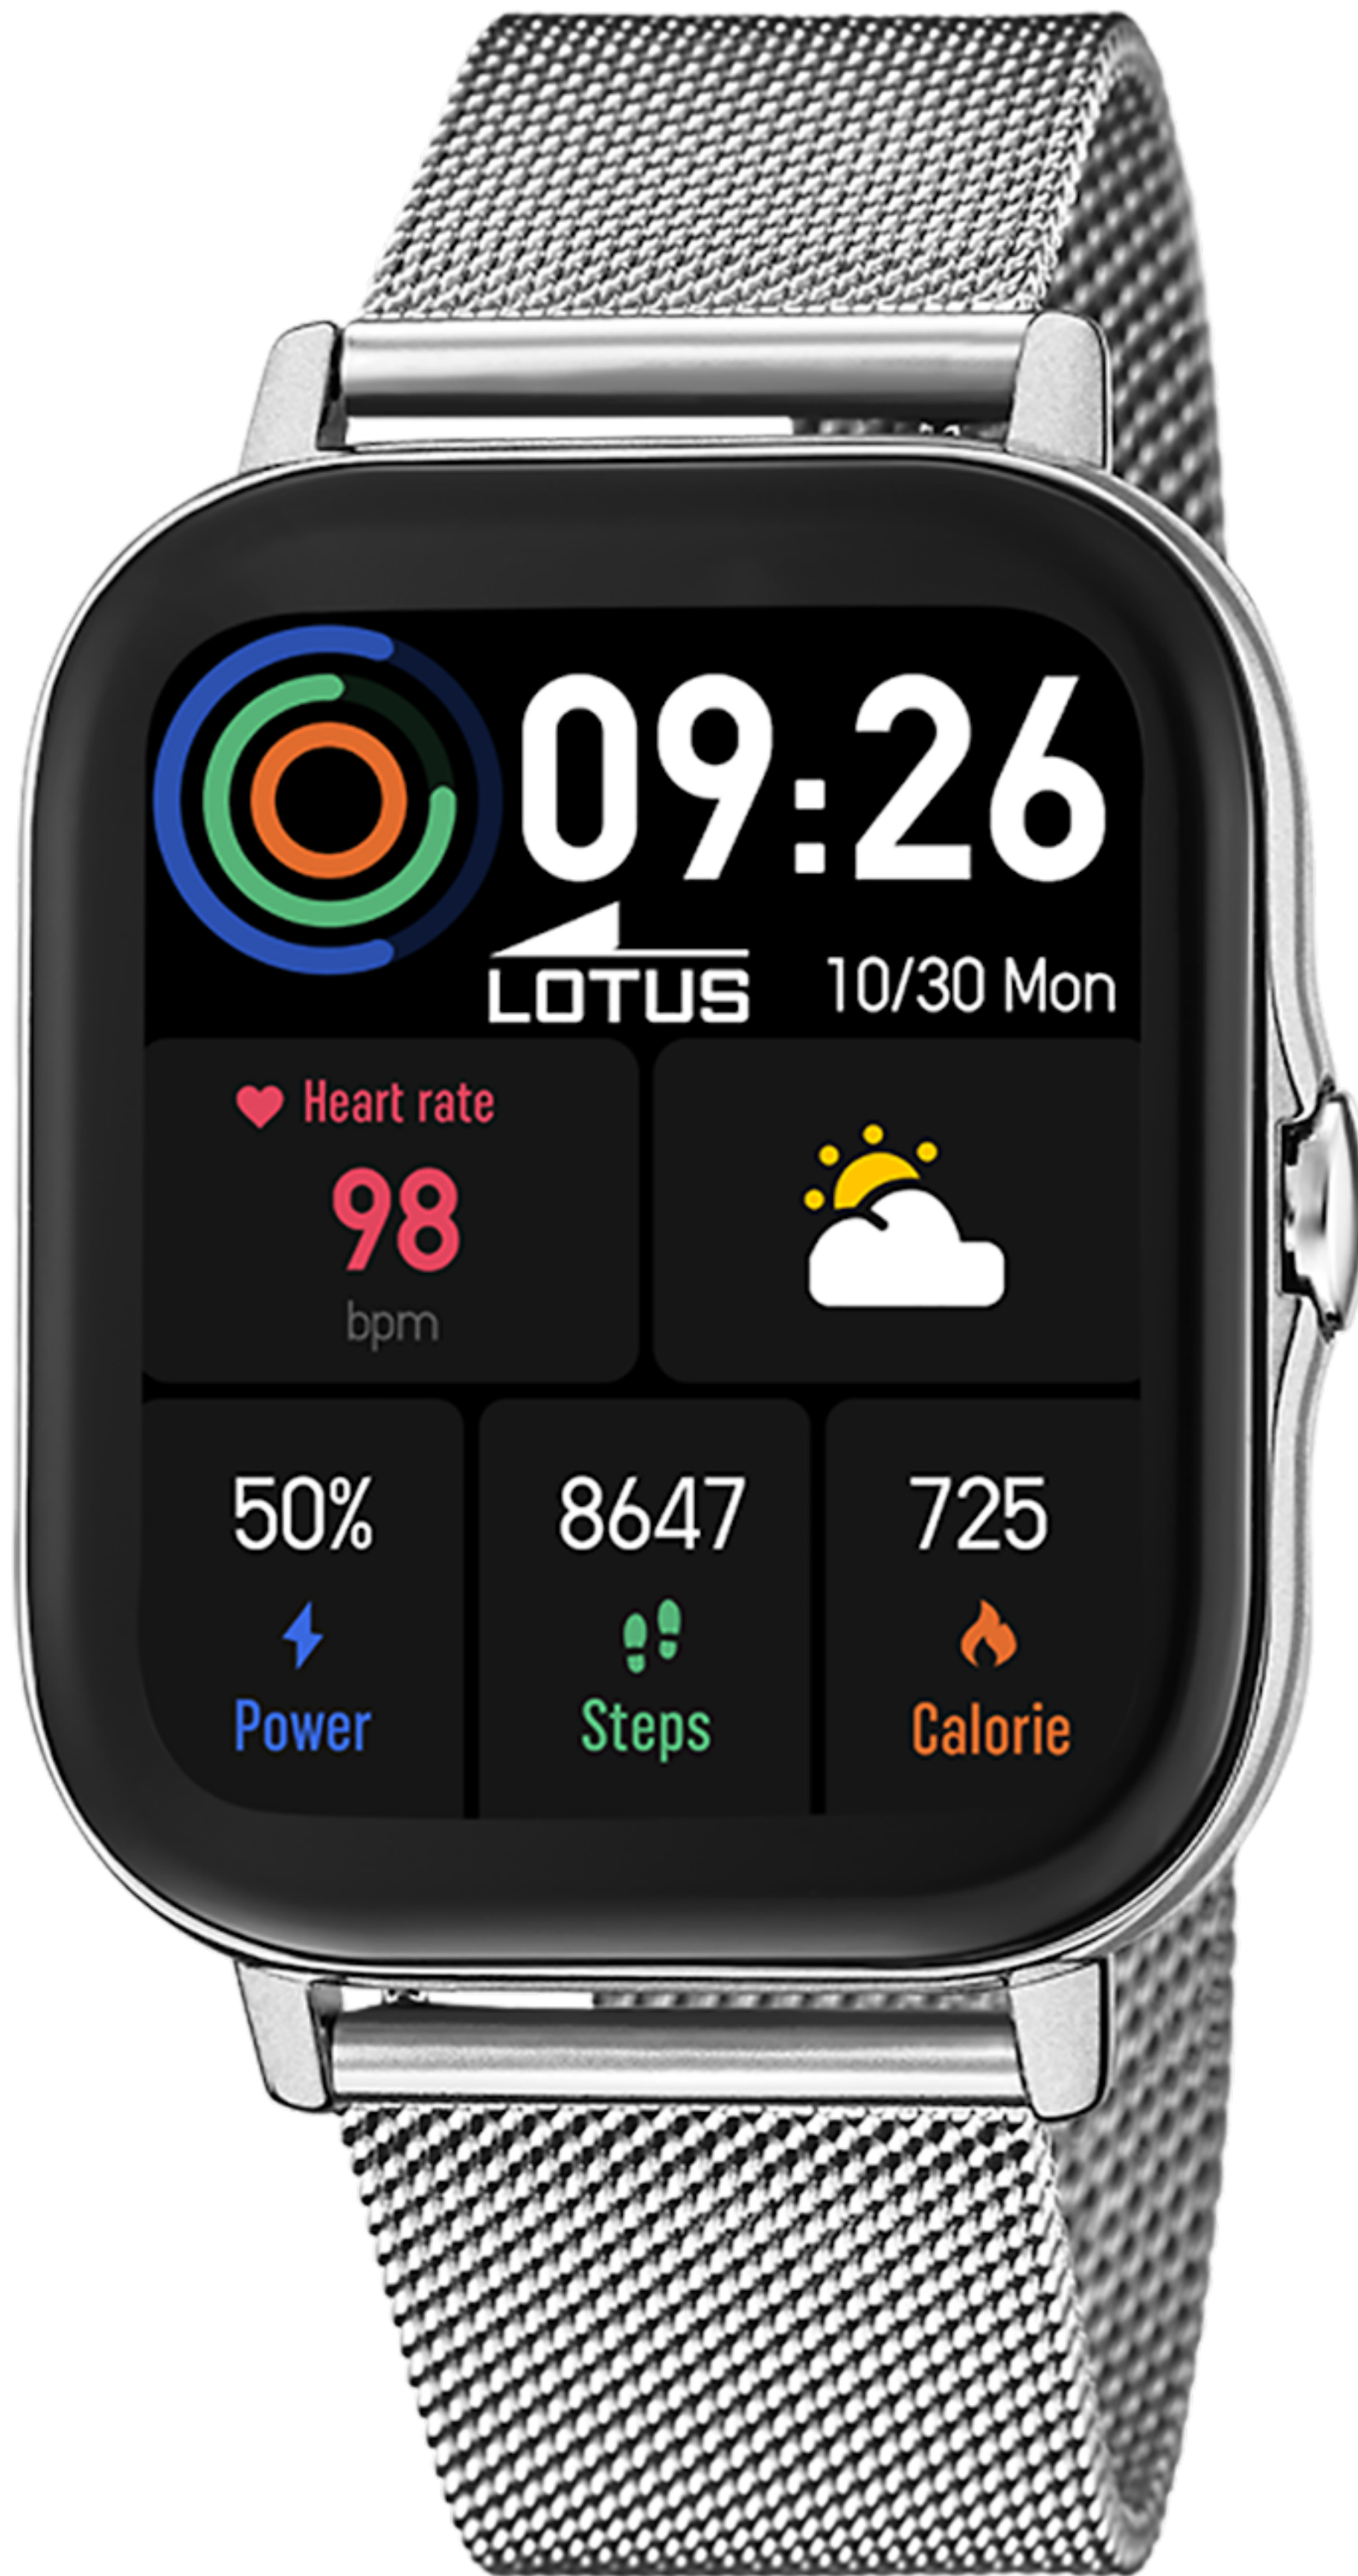 09:26
LOTUS
10/30 Mon
Heart rate
98
bpm
50%
8647
725
Power
Steps
Calorie